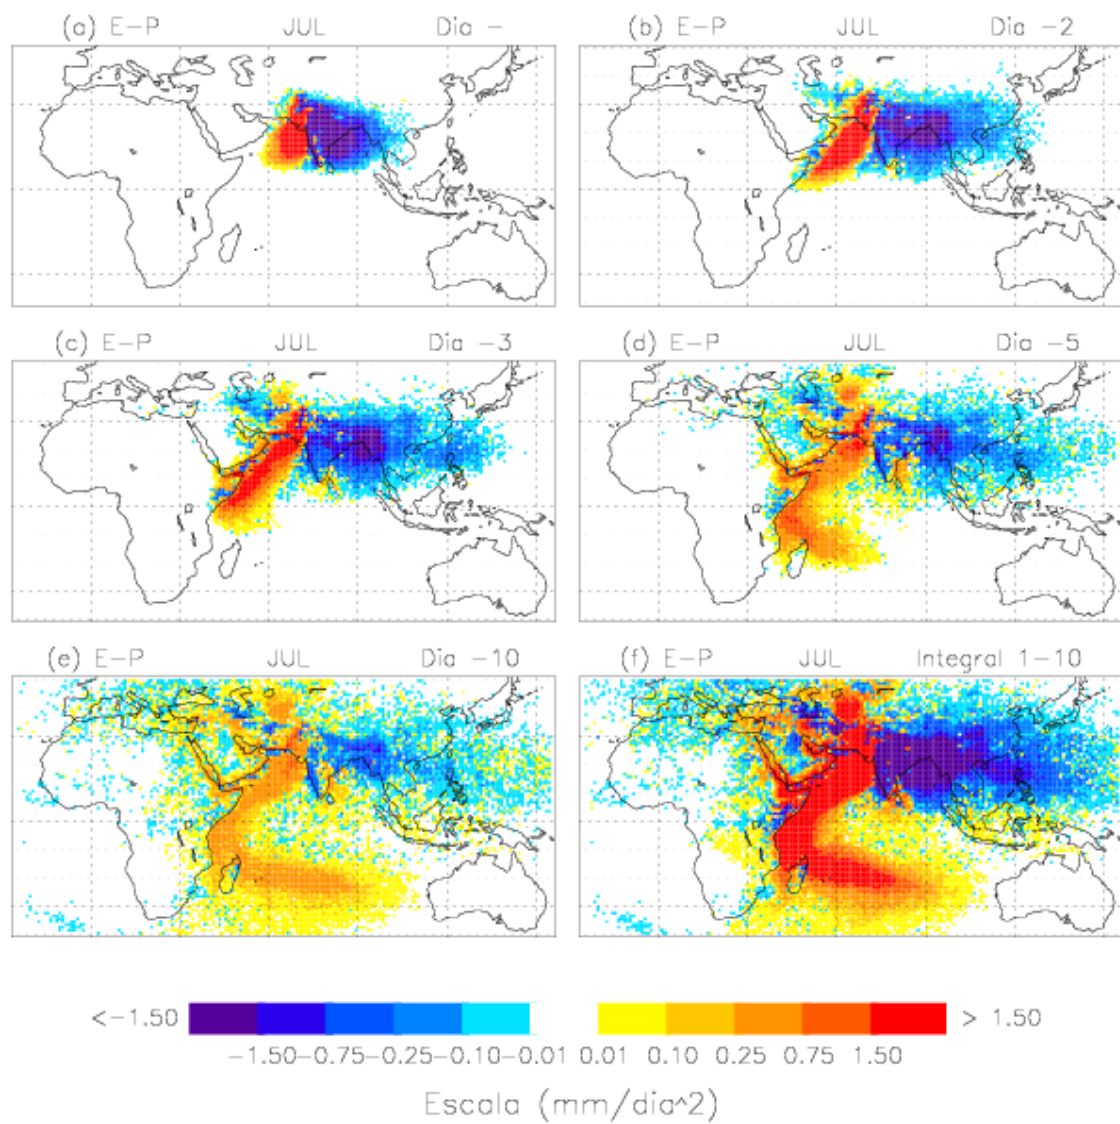 (a) E-P JUL Dia -
(b) E-P JUL Dia -2
(c) E-P JUL Dia -3
(d) E-P JUL Dia -5
(e) E-P JUL Dia -10
(f) E-P JUL Integral 1-10
<-1.50 > 1.50
-1.50 -0.75 -0.25 -0.10 -0.01 0.01 0.10 0.25 0.75 1.50
Escala (mm/dia^2)